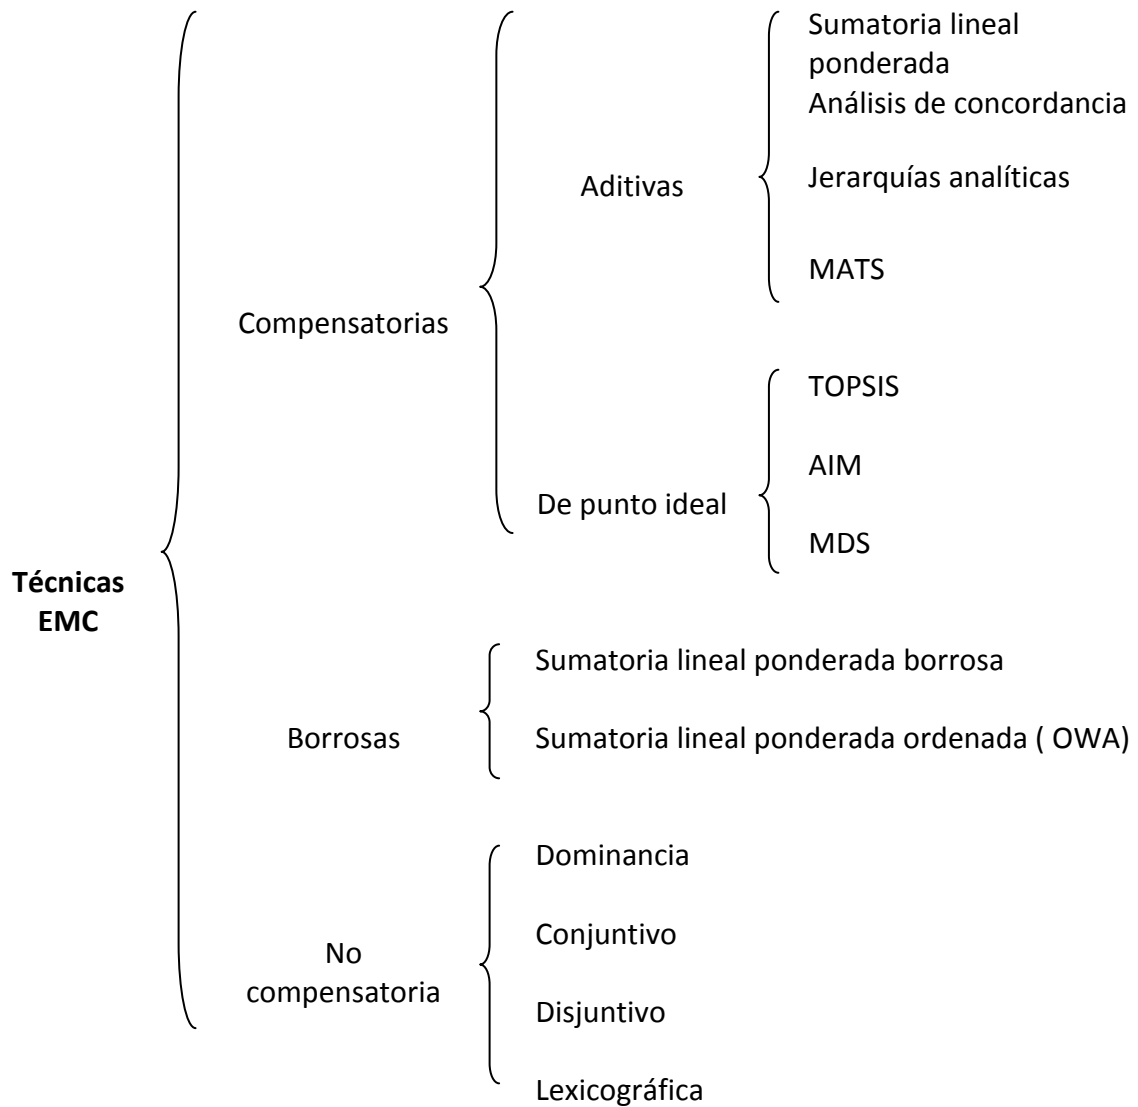 Técnicas
EMC
Compensatorias
Aditivas
Sumatoria lineal
ponderada
Análisis de concordancia
Jerarquías analíticas
MATS
De punto ideal
TOPSIS
AIM
MDS
Borrosas
Sumatoria lineal ponderada borrosa
Sumatoria lineal ponderada ordenada ( OWA)
No
compensatoria
Dominancia
Conjuntivo
Disjuntivo
Lexicográfica